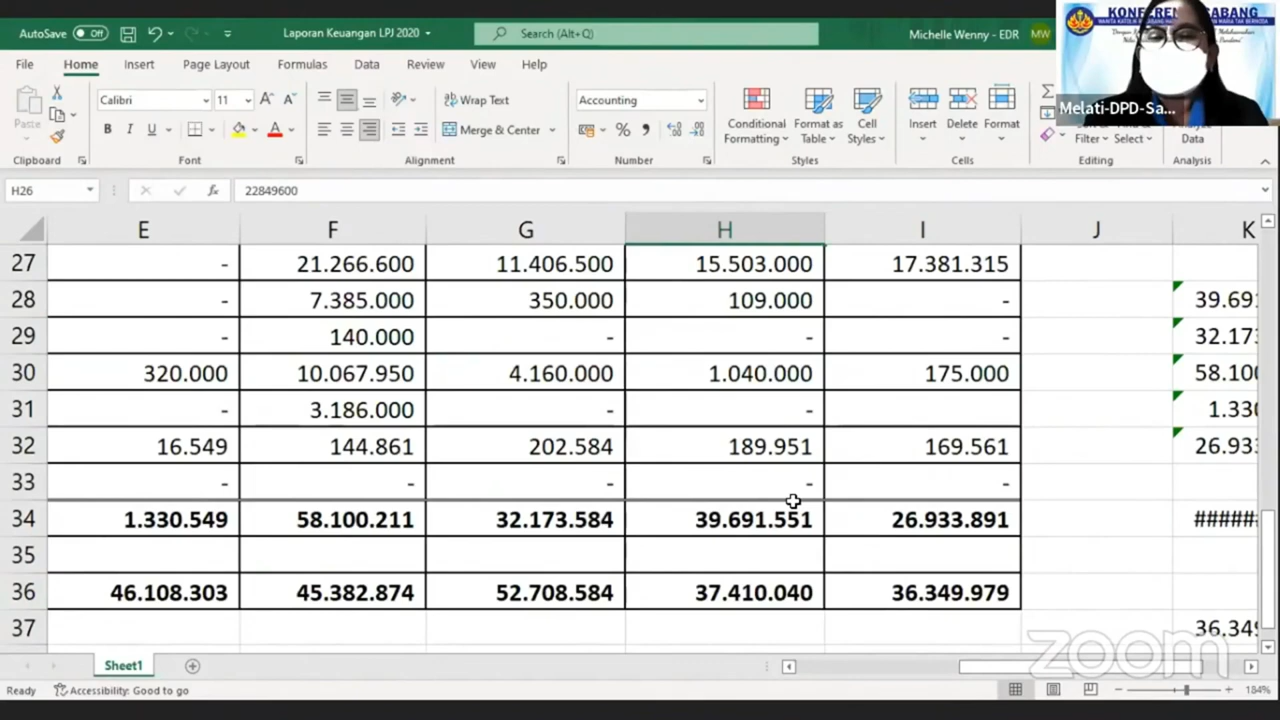 AutoSave Off Laporan Keuangan LPJ 2020 Search (Alt+Q) Michelle Wenny - EDR MW
KONFEREN ABANG
Melati-DPD-Sa...
File Home Insert Page Layout Formulas Data Review View Help
Paste Calibri 11 Wrap Text Accounting Conditional Formatting Format as Table Cell Styles Insert Delete Format Filter Select Data
B I U Merge & Center
Clipboard Font Alignment Number Styles Cells Editing Analysis
H26 fx 22849600
E F G H I J K
27 - 21.266.600 11.406.500 15.503.000 17.381.315
28 - 7.385.000 350.000 109.000 - 39.691
29 - 140.000 - - - 32.173
30 320.000 10.067.950 4.160.000 1.040.000 175.000 58.100
31 - 3.186.000 - - 1.330
32 16.549 144.861 202.584 189.951 169.561 26.933
33 - - - - -
34 1.330.549 58.100.211 32.173.584 39.691.551 26.933.891 ######
35
36 46.108.303 45.382.874 52.708.584 37.410.040 36.349.979
37 36.349
zoom
Sheet1
Ready Accessibility: Good to go 184%